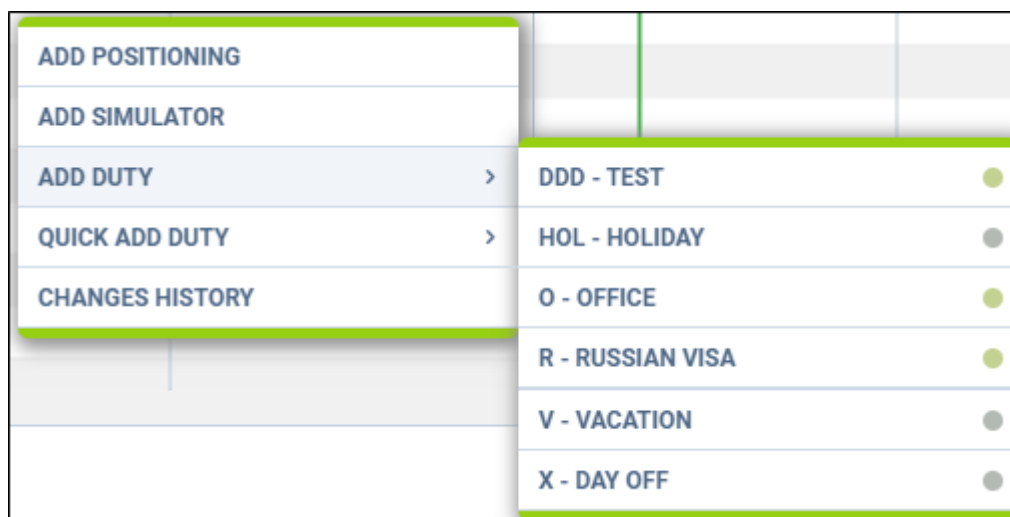 ADD POSITIONING
ADD SIMULATOR
ADD DUTY
QUICK ADD DUTY
CHANGES HISTORY
DDD - TEST
HOL - HOLIDAY
O - OFFICE
R - RUSSIAN VISA
V - VACATION
X - DAY OFF